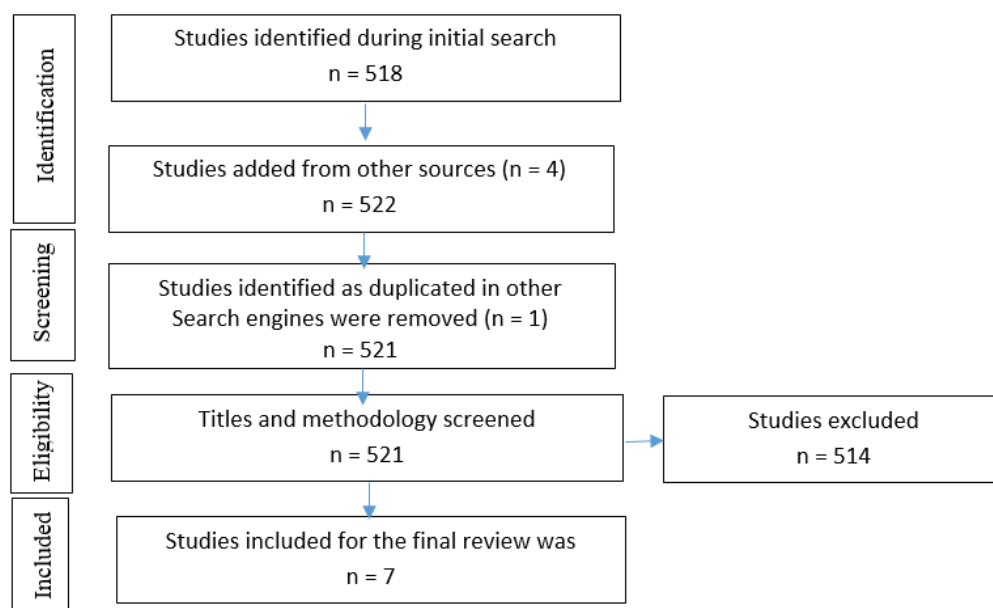 Identification
Studies identified during initial search
n = 518
Studies added from other sources (n = 4)
n = 522
Screening
Studies identified as duplicated in other
Search engines were removed (n = 1)
n = 521
Eligibility
Titles and methodology screened
n = 521
Studies excluded
n = 514
Included
Studies included for the final review was
n = 7